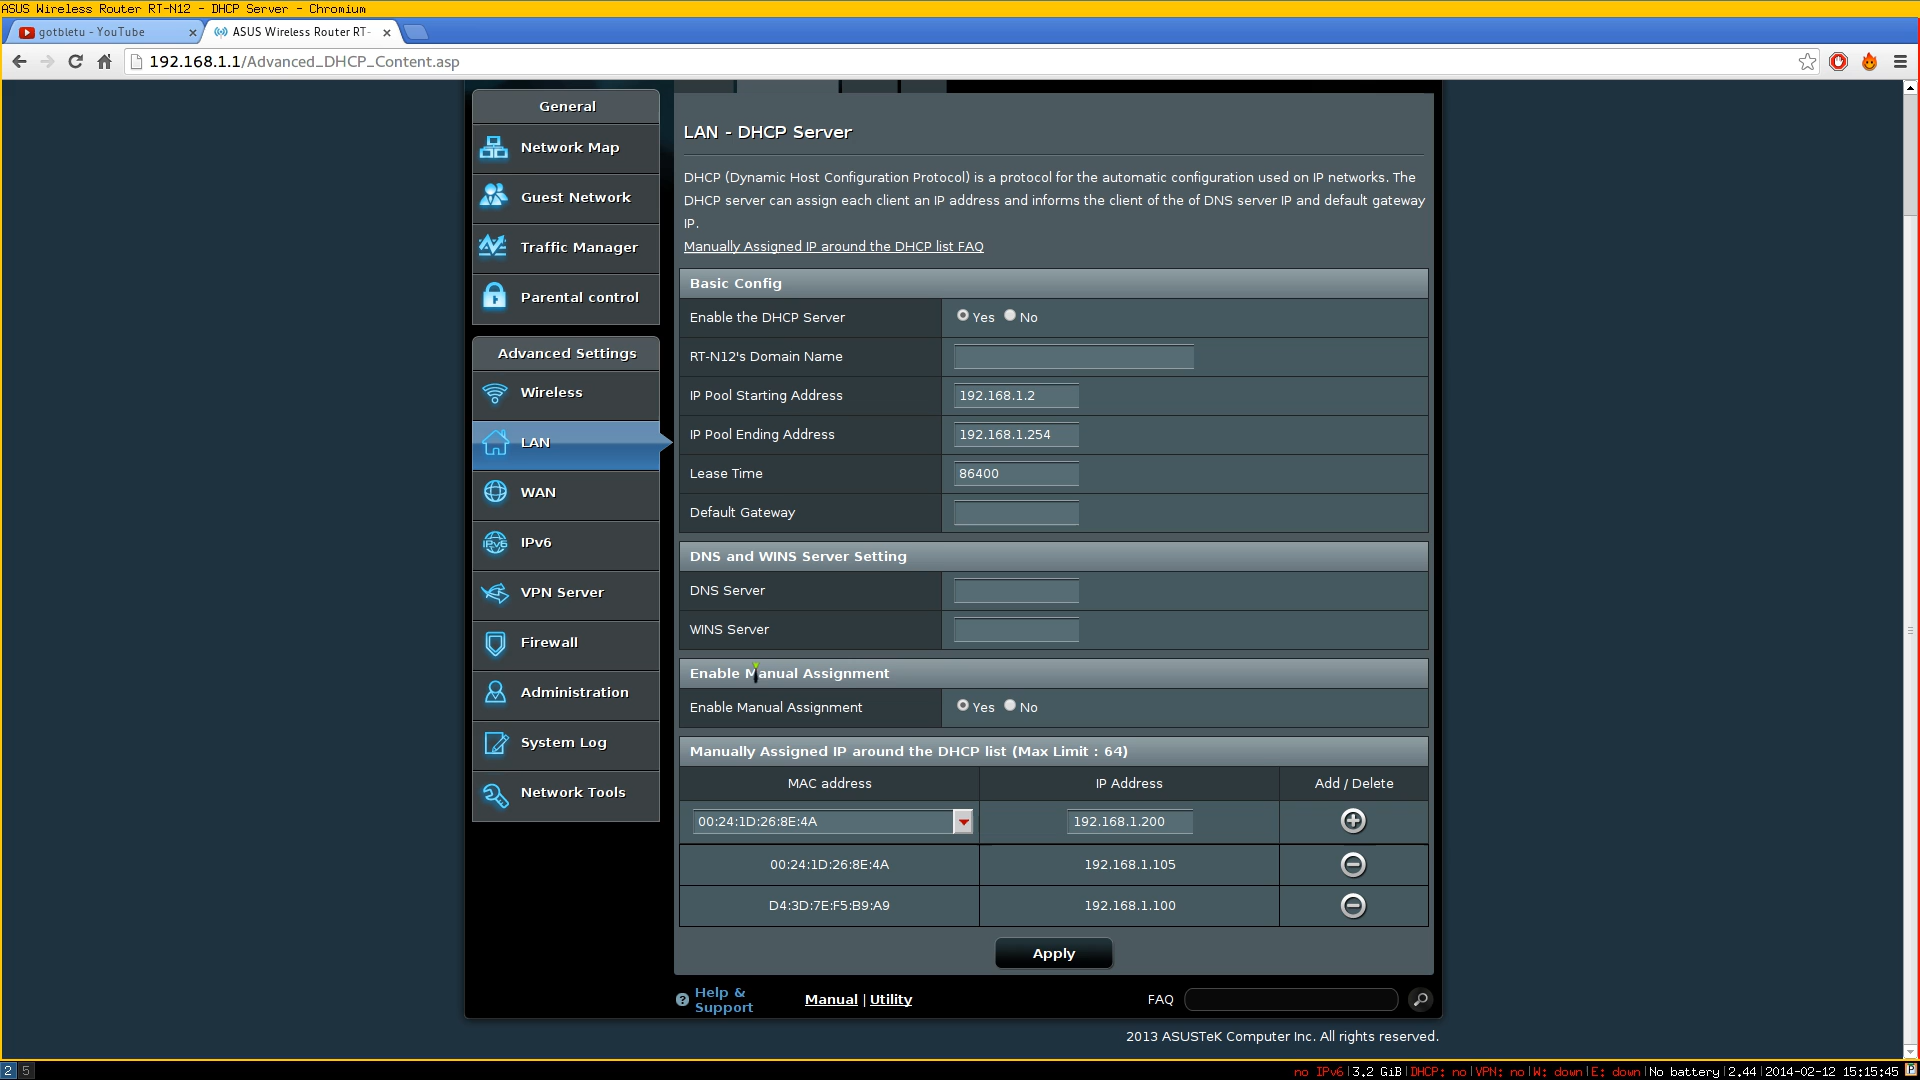 ASUS Wireless Router RT-N12 - DHCP Server - Chromium
gotbletu - YouTube
ASUS Wireless Router RT-
192.168.1.1/Advanced_DHCP_Content.asp
General
Network Map
Guest Network
Traffic Manager
Parental control
Advanced Settings
Wireless
LAN
WAN
IPv6
VPN Server
Firewall
Administration
System Log
Network Tools
LAN - DHCP Server
DHCP (Dynamic Host Configuration Protocol) is a protocol for the automatic configuration used on IP networks. The
DHCP server can assign each client an IP address and informs the client of the of DNS server IP and default gateway
IP.
Manually Assigned IP around the DHCP list FAQ
Basic Config
Enable the DHCP Server Yes No
RT-N12's Domain Name
IP Pool Starting Address 192.168.1.2
IP Pool Ending Address 192.168.1.254
Lease Time 86400
Default Gateway
DNS and WINS Server Setting
DNS Server
WINS Server
Enable Manual Assignment
Enable Manual Assignment Yes No
Manually Assigned IP around the DHCP list (Max Limit : 64)
MAC address IP Address Add / Delete
00:24:1D:26:8E:4A 192.168.1.200
00:24:1D:26:8E:4A 192.168.1.105
D4:3D:7E:F5:B9:A9 192.168.1.100
Apply
Help &
Support
Manual | Utility
FAQ
2013 ASUSTeK Computer Inc. All rights reserved.
2 5
no IPv6|3.2 GiB|DHCP: no|VPN: no|W: down|E: down|No battery|2.44|2014-02-12 15:15:45